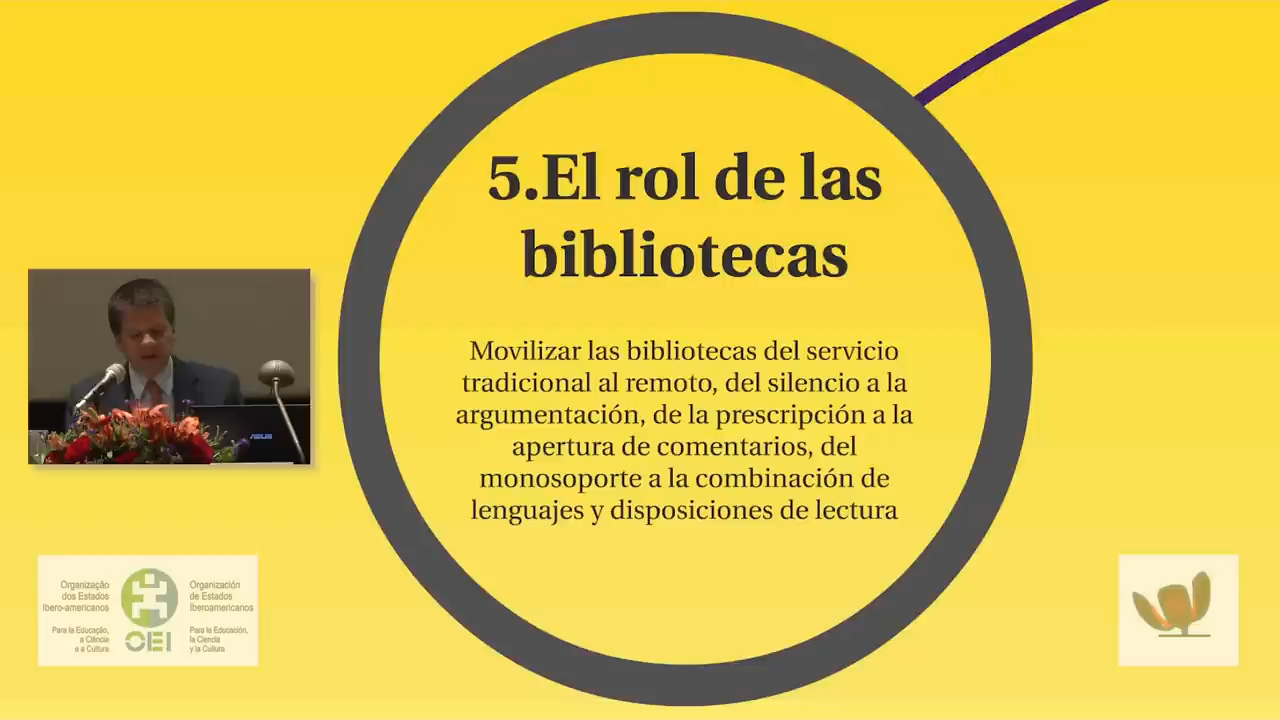 5.El rol de las
bibliotecas
Movilizar las bibliotecas del servicio
tradicional al remoto, del silencio a la
argumentación, de la prescripción a la
apertura de comentarios, del
monosoporte a la combinación de
lenguajes y disposiciones de lectura
ASUS
Organização
dos Estados
Ibero-americanos
Para la Educação,
a Ciência
e a Cultura
OEI
Organización
de Estados
Iberoamericanos
Para la Educación,
la Ciencia
y la Cultura